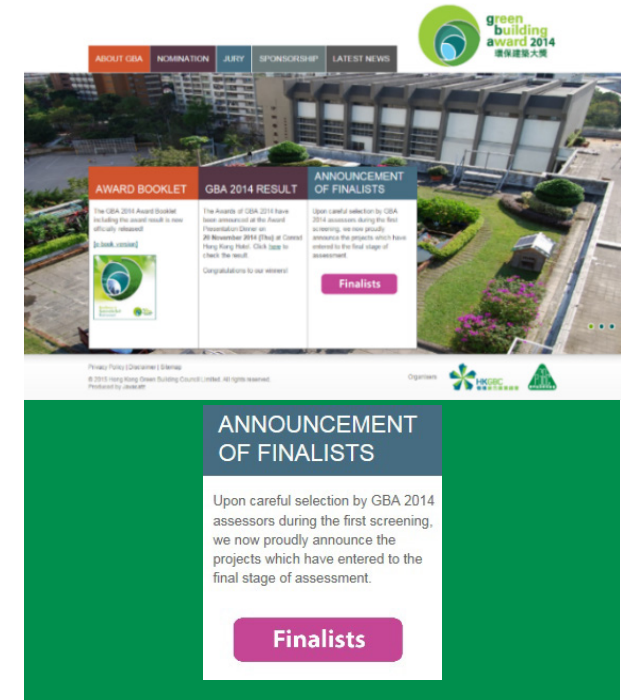 green
building
award 2014
環保建築大獎
ABOUT GBA NOMINATION JURY SPONSORSHIP LATEST NEWS
AWARD BOOKLET
The GBA 2014 Award Booklet
including the award result is now
officially released!
[e-book version]
GBA 2014 RESULT
The Awards of GBA 2014 have
been announced at the Award
Presentation Dinner on
20 November 2014 (Thu) at Conrad
Hong Kong Hotel. Click here to
check the result.
Congratulations to our winners!
ANNOUNCEMENT
OF FINALISTS
Upon careful selection by GBA
2014 assessors during the first
screening, we now proudly
announce the projects which have
entered to the final stage of
assessment.
Finalists
Privacy Policy | Disclaimer | Sitemap
© 2013 Hong Kong Green Building Council Limited. All rights reserved.
Organisers
HKGBC
ANNOUNCEMENT
OF FINALISTS
Upon careful selection by GBA 2014
assessors during the first screening,
we now proudly announce the
projects which have entered to the
final stage of assessment.
Finalists